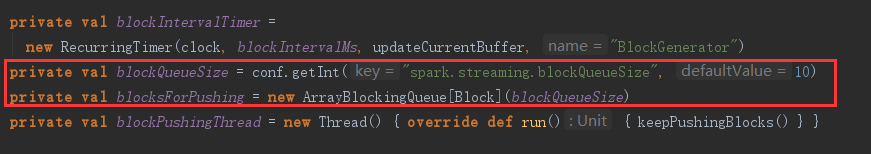 private val blockIntervalTimer =
new RecurringTimer(clock, blockIntervalMs, updateCurrentBuffer, name = "BlockGenerator")
private val blockQueueSize = conf.getInt( key = "spark.streaming.blockQueueSize", defaultValue = 10)
private val blocksForPushing = new ArrayBlockingQueue[Block](blockQueueSize)
private val blockPushingThread = new Thread() { override def run() : Unit { keepPushingBlocks() } }